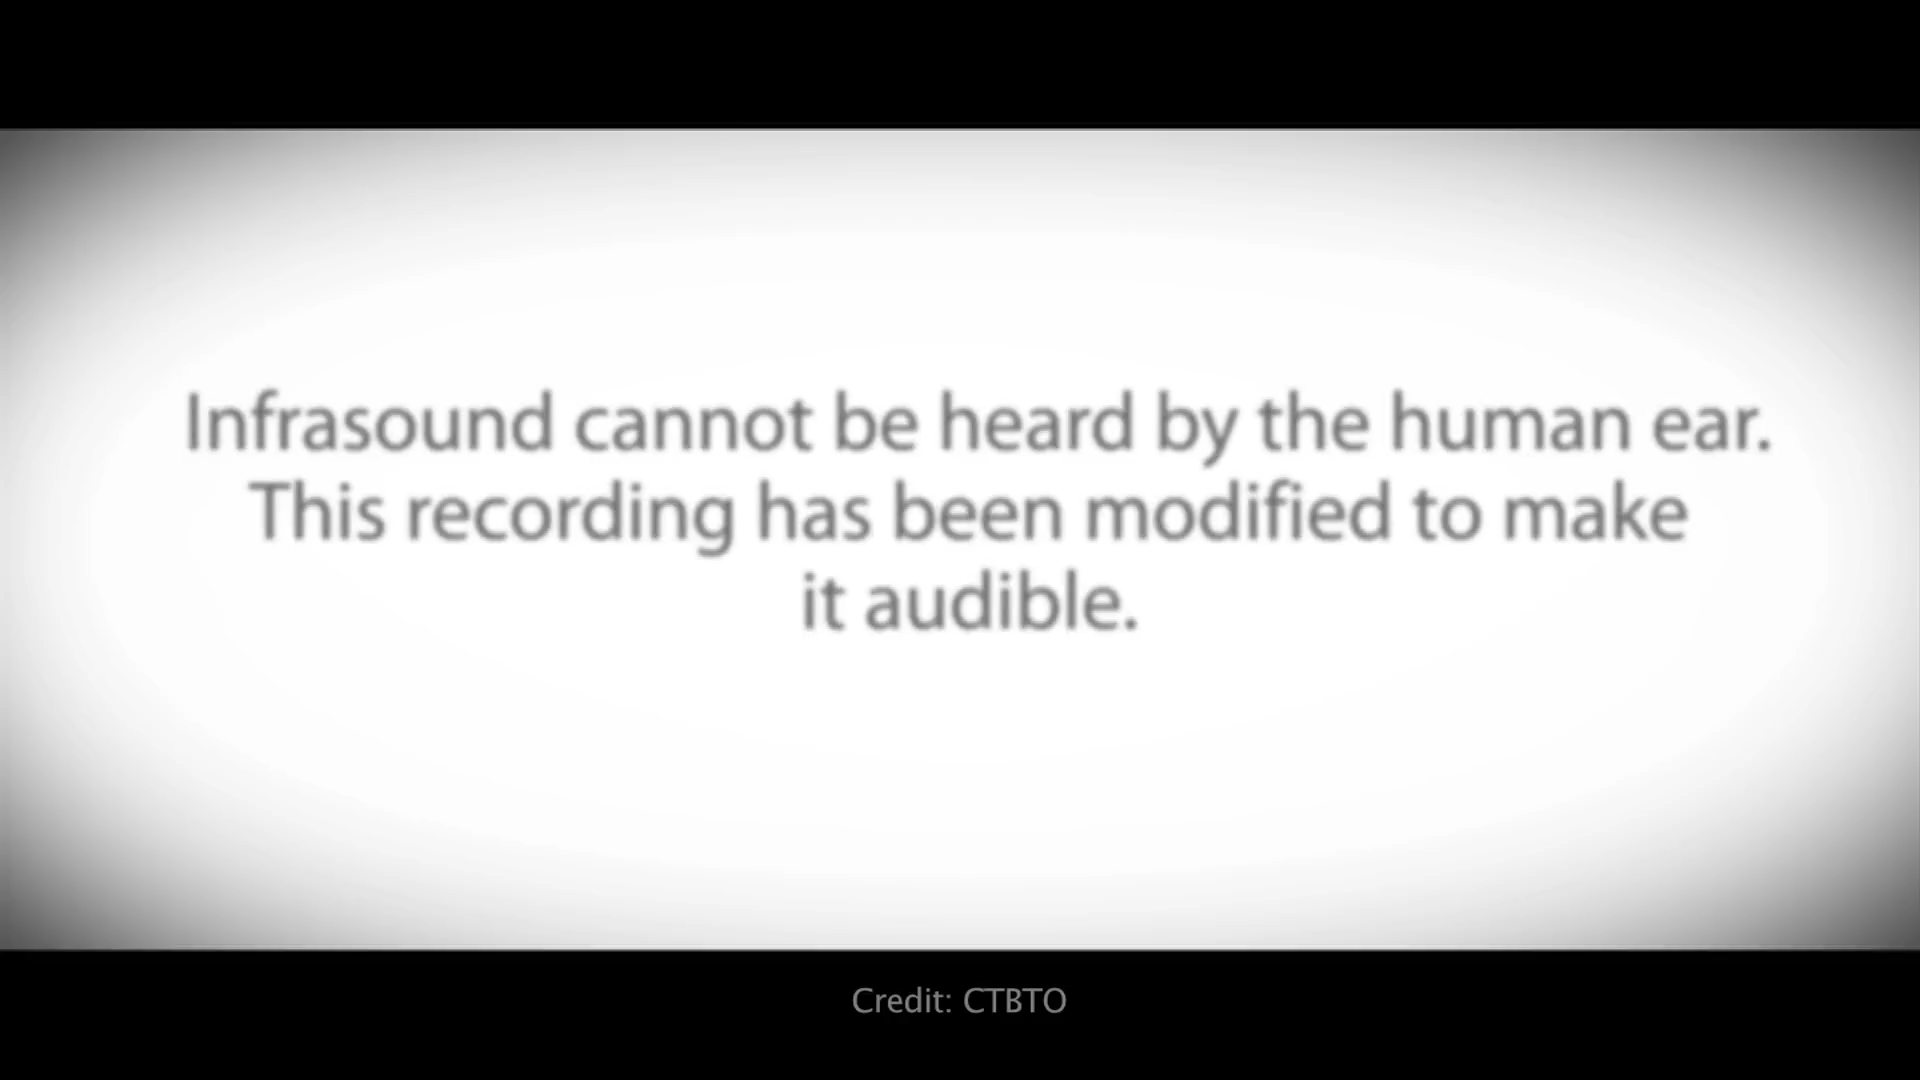 Infrasound cannot be heard by the human ear.
This recording has been modified to make
it audible.
Credit: CTBTO